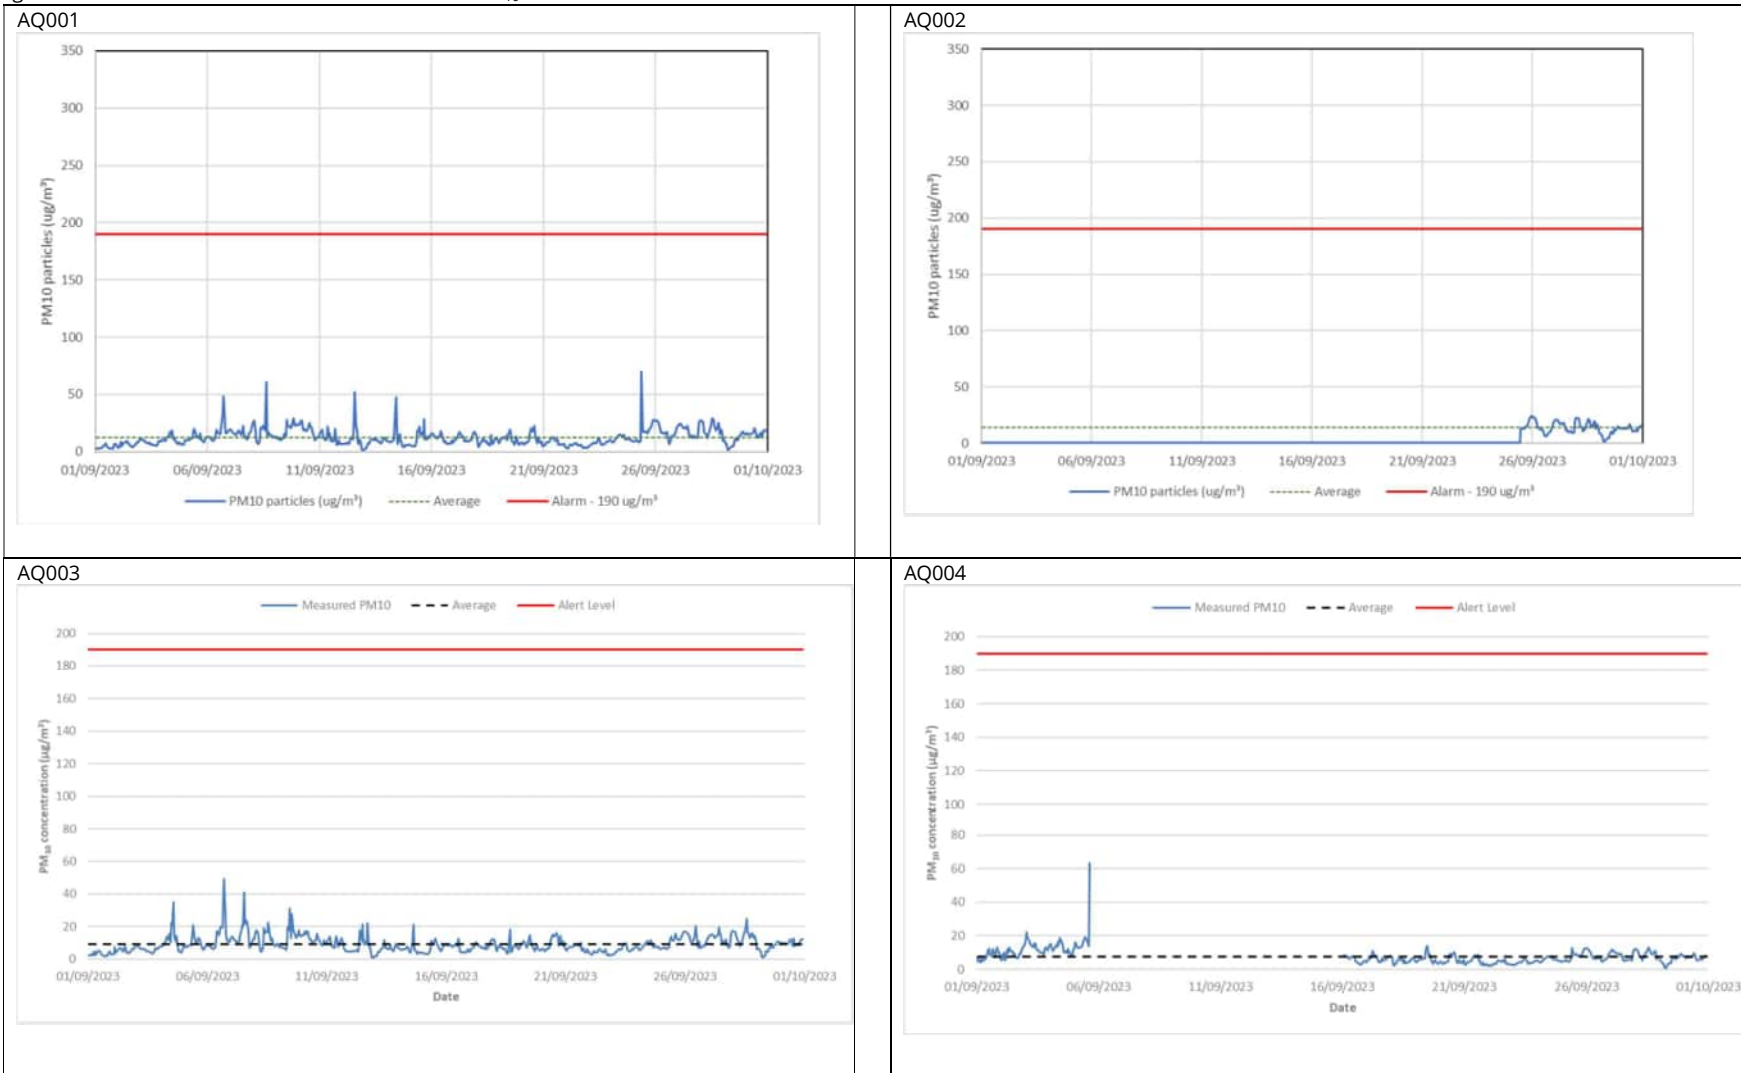 AQ001
350
300
250
200
150
100
50
0
PM10 particles (ug/m³)
01/09/2023 06/09/2023 11/09/2023 16/09/2023 21/09/2023 26/09/2023 01/10/2023
PM10 particles (ug/m³) Average Alarm - 190 ug/m³
AQ002
350
300
250
200
150
100
50
0
PM10 particles (ug/m³)
01/09/2023 06/09/2023 11/09/2023 16/09/2023 21/09/2023 26/09/2023 01/10/2023
PM10 particles (ug/m³) Average Alarm - 190 ug/m³
AQ003
Measured PM10 Average Alert Level
200
180
160
140
120
100
80
60
40
20
0
PM₁₀ concentration (µg/m³)
01/09/2023 06/09/2023 11/09/2023 16/09/2023 21/09/2023 26/09/2023 01/10/2023
Date
AQ004
Measured PM10 Average Alert Level
200
180
160
140
120
100
80
60
40
20
0
PM₁₀ concentration (µg/m³)
01/09/2023 06/09/2023 11/09/2023 16/09/2023 21/09/2023 26/09/2023 01/10/2023
Date